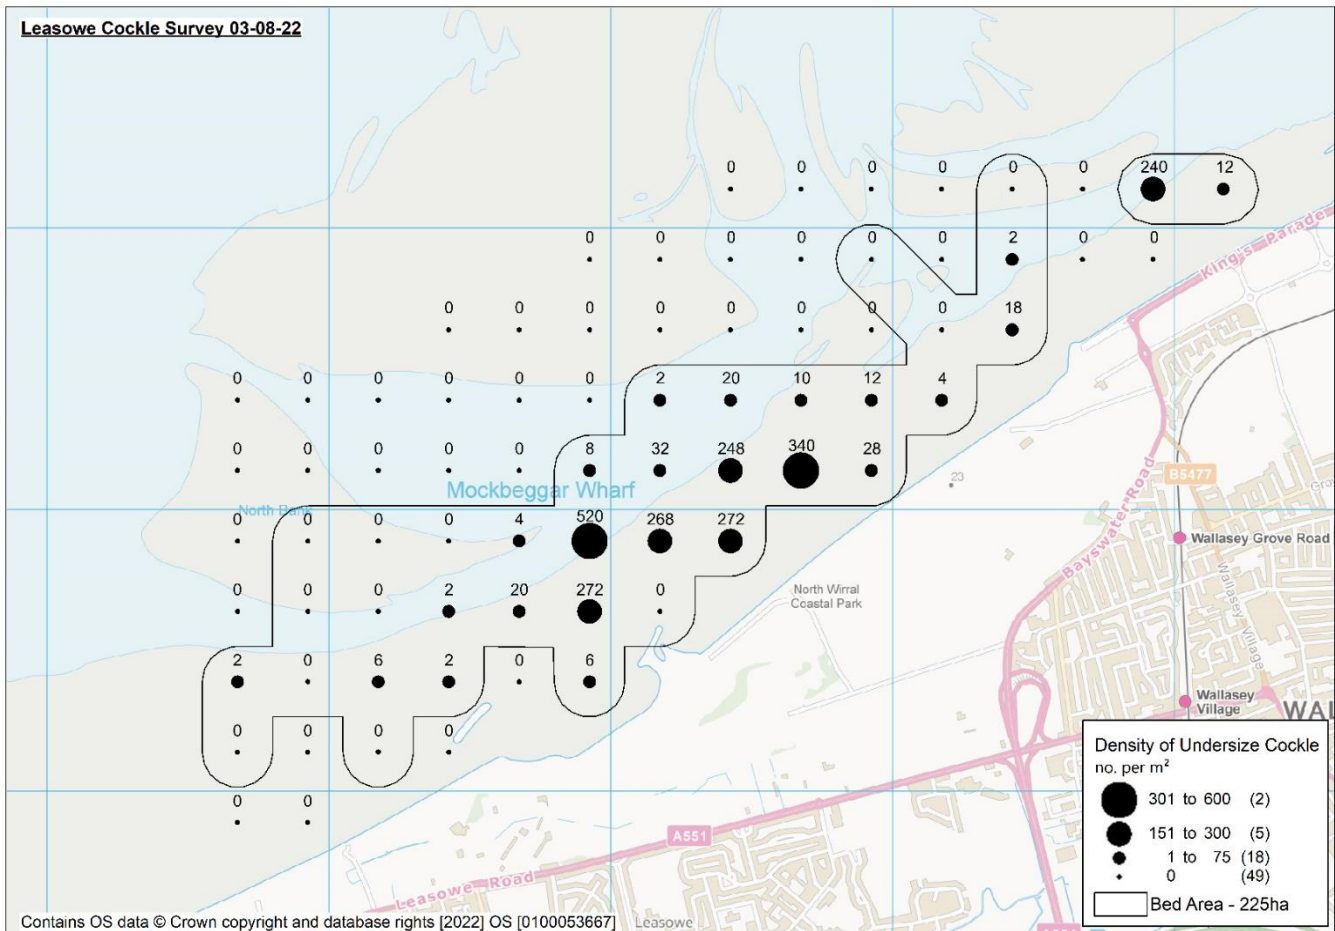 Leasowe Cockle Survey 03-08-22
0 0 0 0 0 0 240 12
0 0 0 0 0 0 2 0 0
King's Parade
0 0 0 0 0 0 0 0 18
0 0 0 0 0 0 2 20 10 12 4
0 0 0 0 0 8 32 248 340 28
B5477
23
Mockbeggar Wharf
North Bank
0 0 0 0 4 520 268 272
Bayswater Road
Wallasey Grove Road
Wallasey Village
0 0 0 2 20 272 0
North Wirral
Coastal Park
2 0 6 2 0 6
Wallasey
Village
WAL
0 0 0 0
0 0
A551
Leasowe Road
Leasowe
Density of Undersize Cockle
no. per m²
301 to 600 (2)
151 to 300 (5)
1 to 75 (18)
0 (49)
Bed Area - 225ha
Contains OS data © Crown copyright and database rights [2022] OS [0100053667]